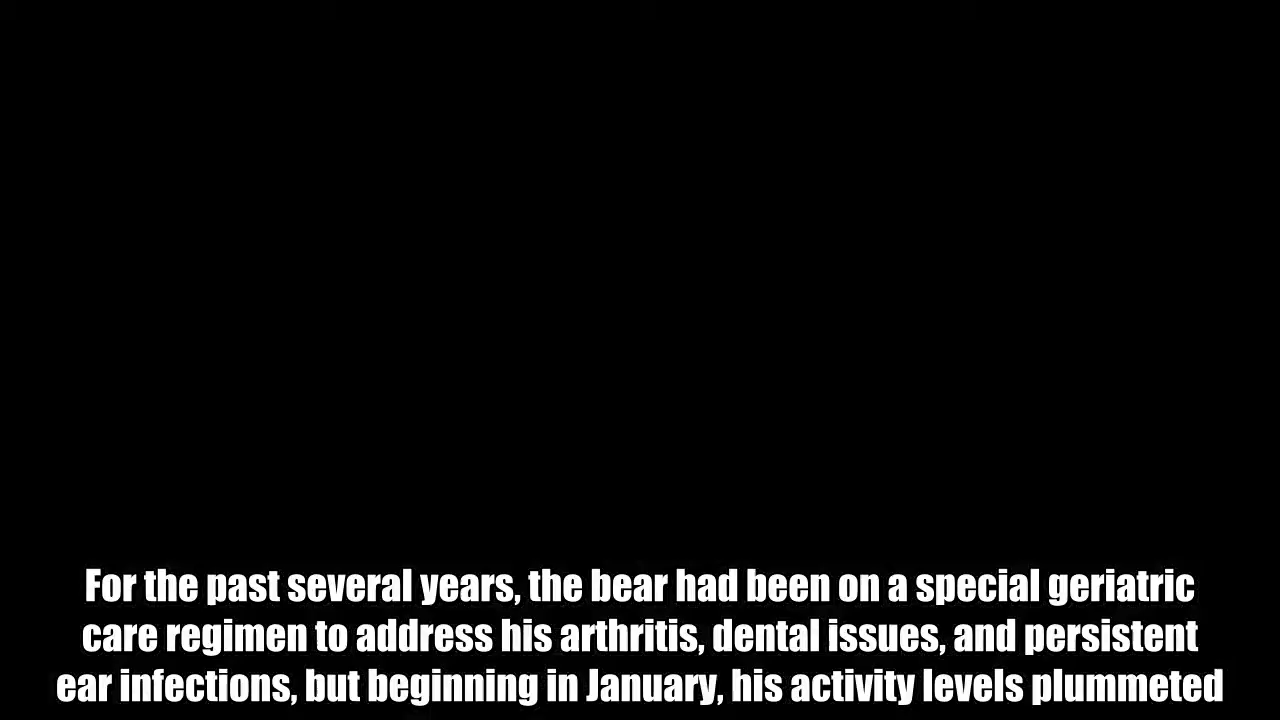 For the past several years, the bear had been on a special geriatric
care regimen to address his arthritis, dental issues, and persistent
ear infections, but beginning in January, his activity levels plummeted